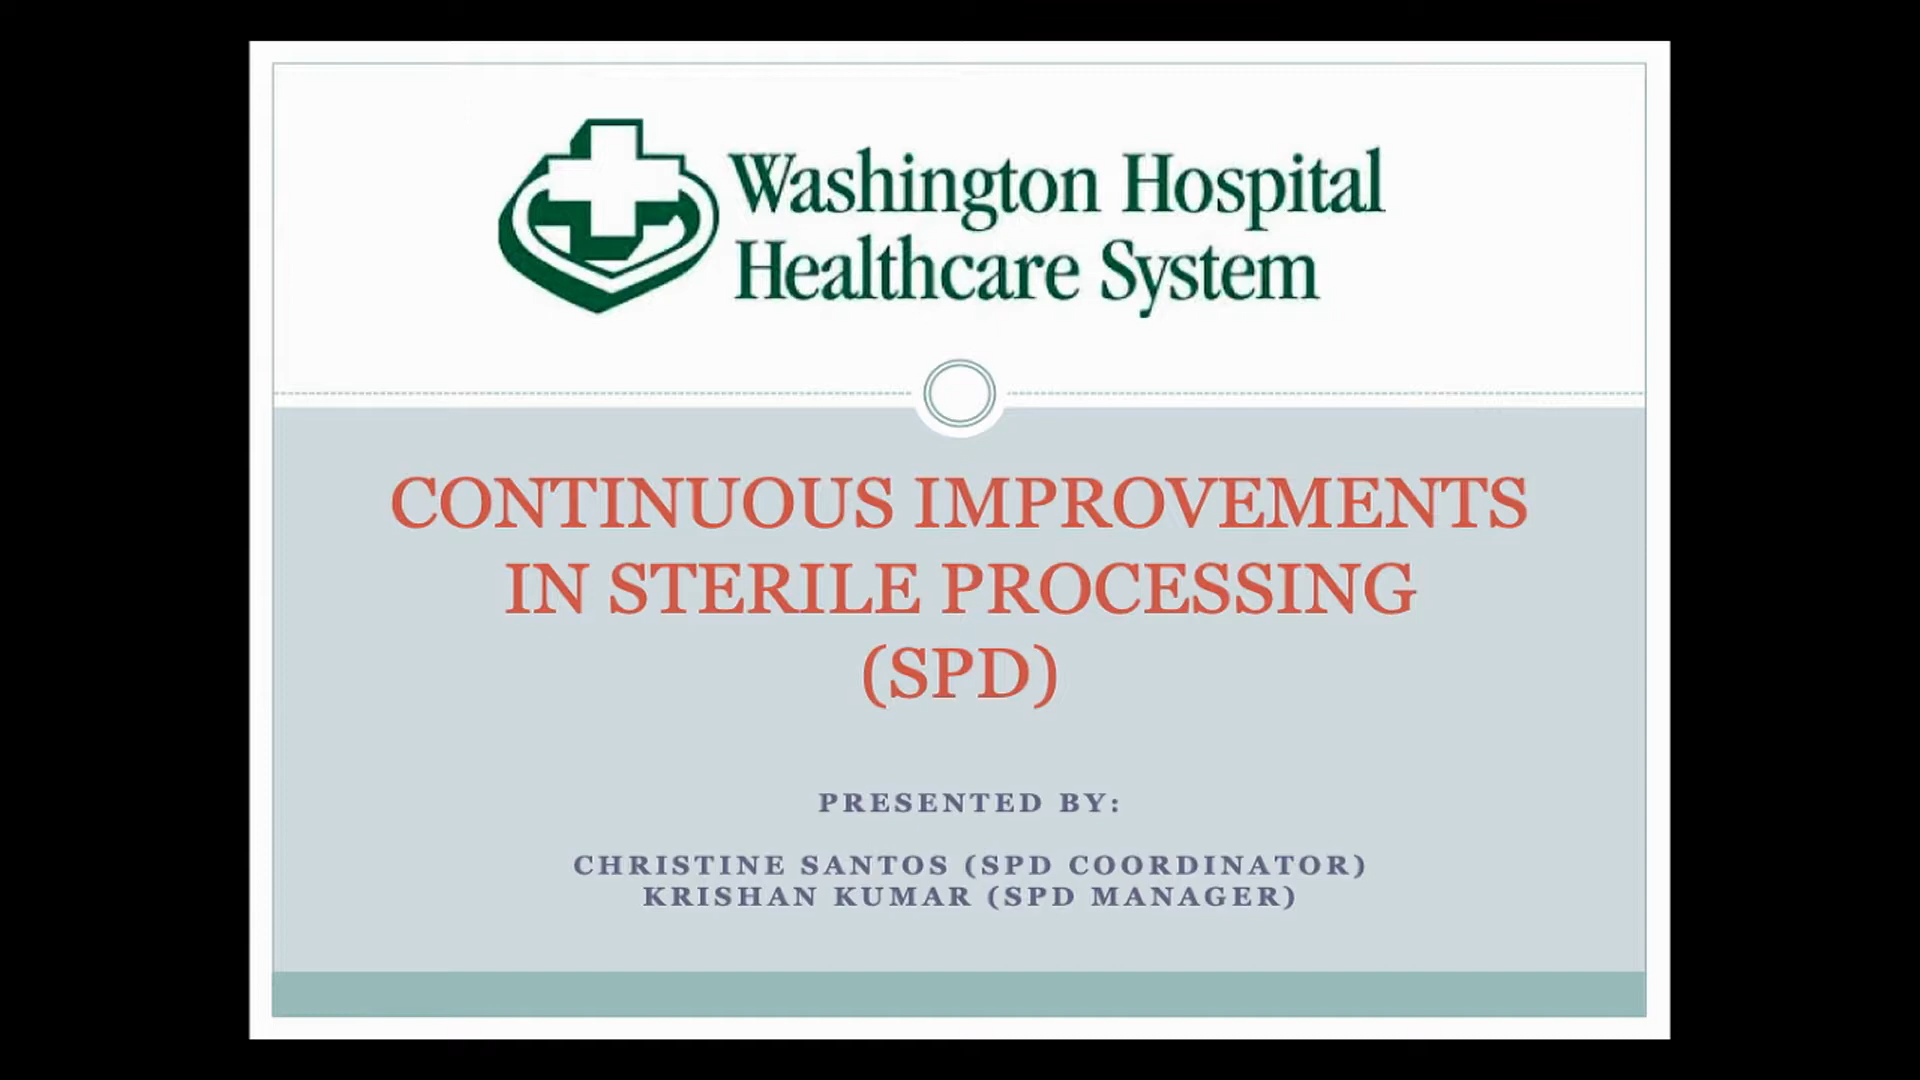 Washington Hospital
Healthcare System
CONTINUOUS IMPROVEMENTS
IN STERILE PROCESSING
(SPD)
PRESENTED BY:
CHRISTINE SANTOS (SPD COORDINATOR)
KRISHAN KUMAR (SPD MANAGER)